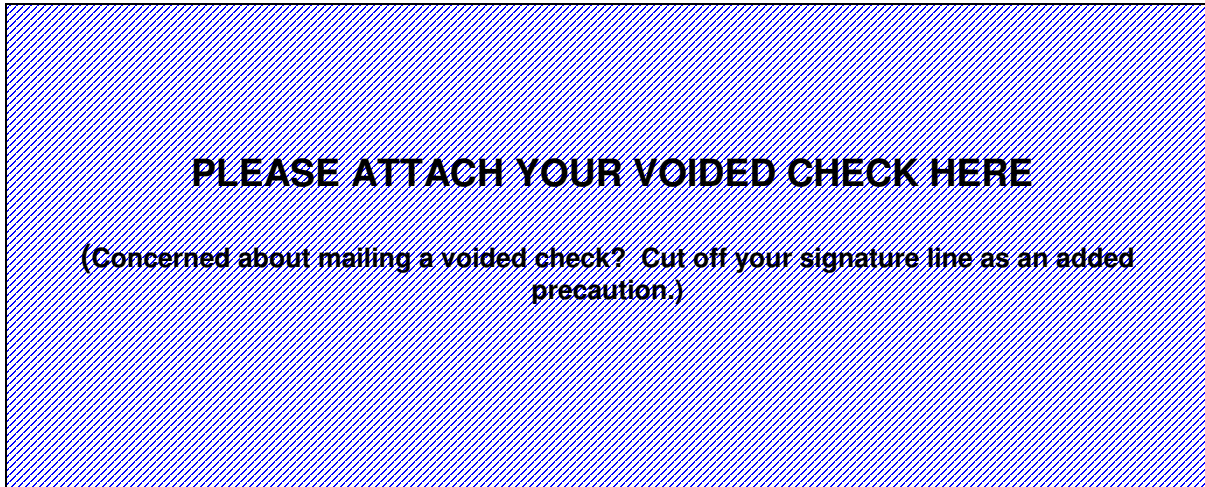 PLEASE ATTACH YOUR VOIDED CHECK HERE
(Concerned about mailing a voided check? Cut off your signature line as an added
precaution.)